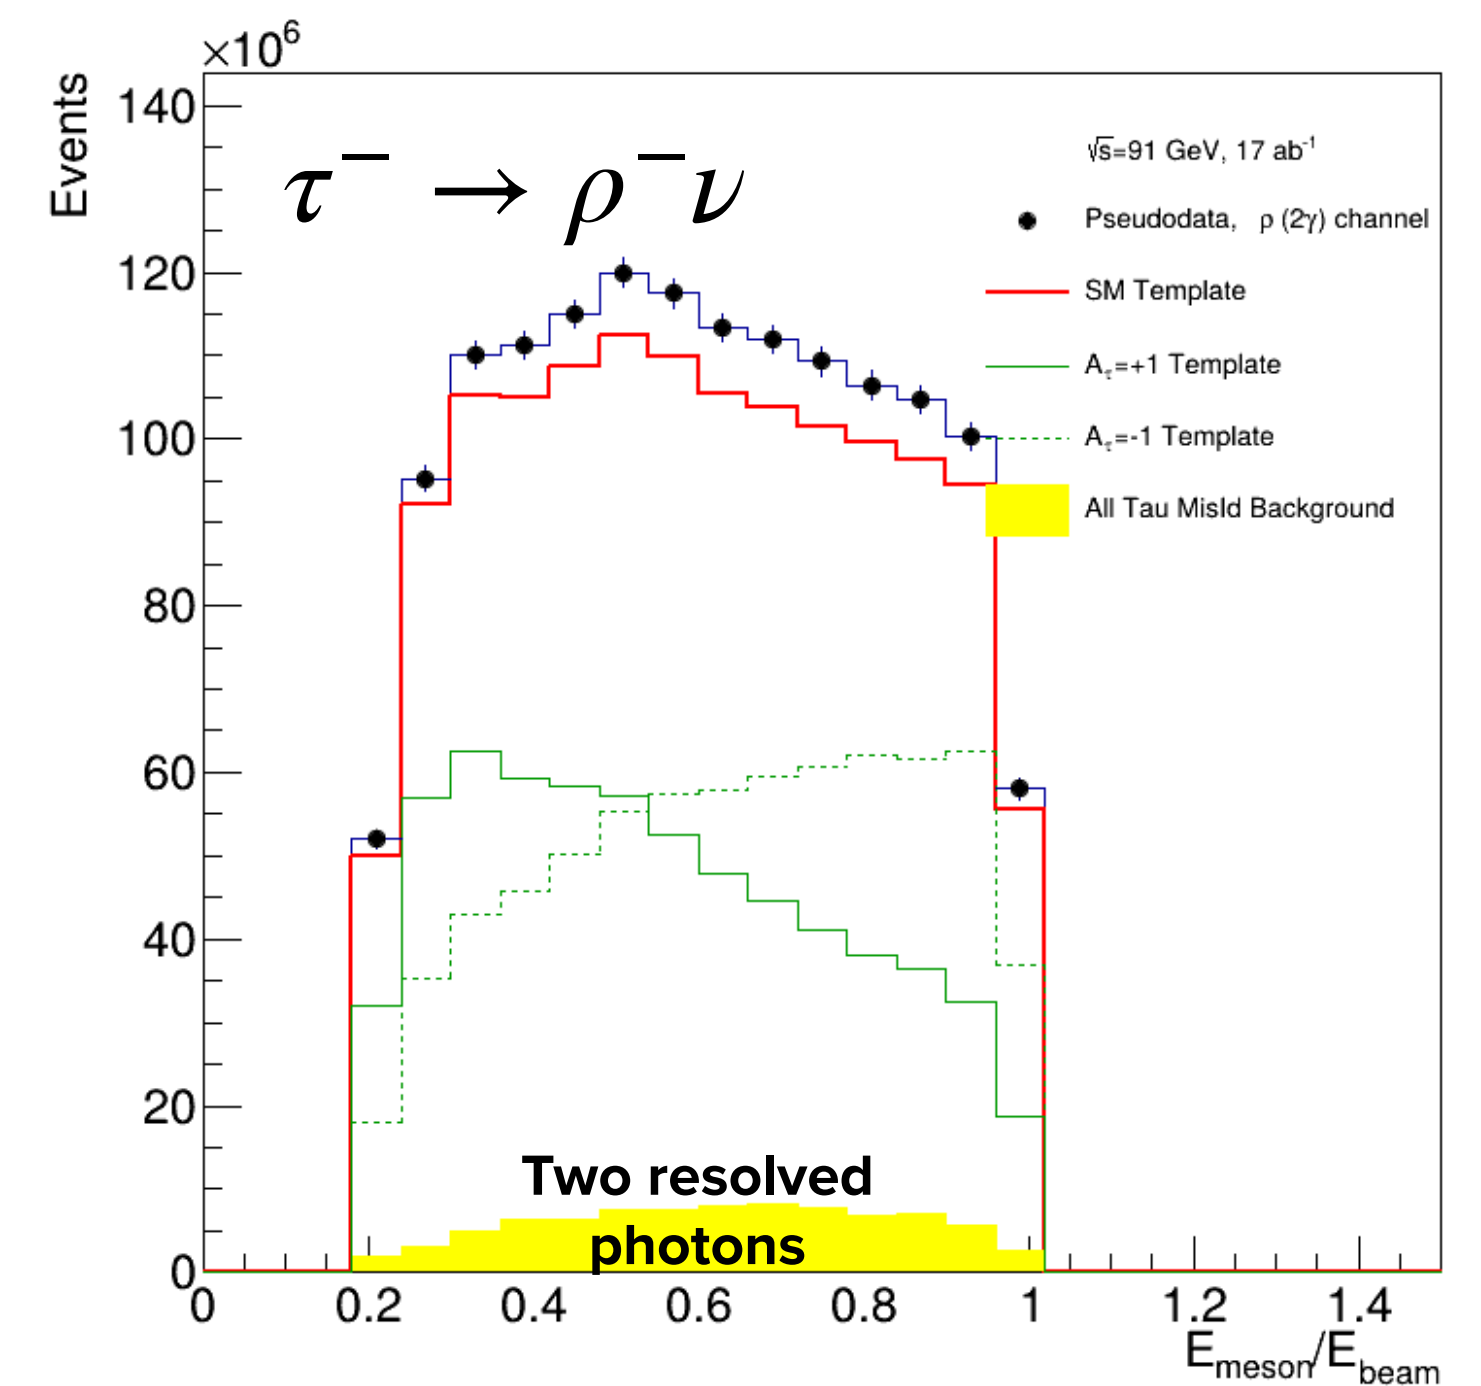 ×10⁶
Events
τ⁻ → ρ⁻ν
√s=91 GeV, 17 ab⁻¹
Pseudodata, ρ (2γ) channel
SM Template
A_τ=+1 Template
A_τ=-1 Template
All Tau MisId Background
140
120
100
80
60
40
20
0
Two resolved
photons
0 0.2 0.4 0.6 0.8 1 1.2 1.4
E_meson/E_beam